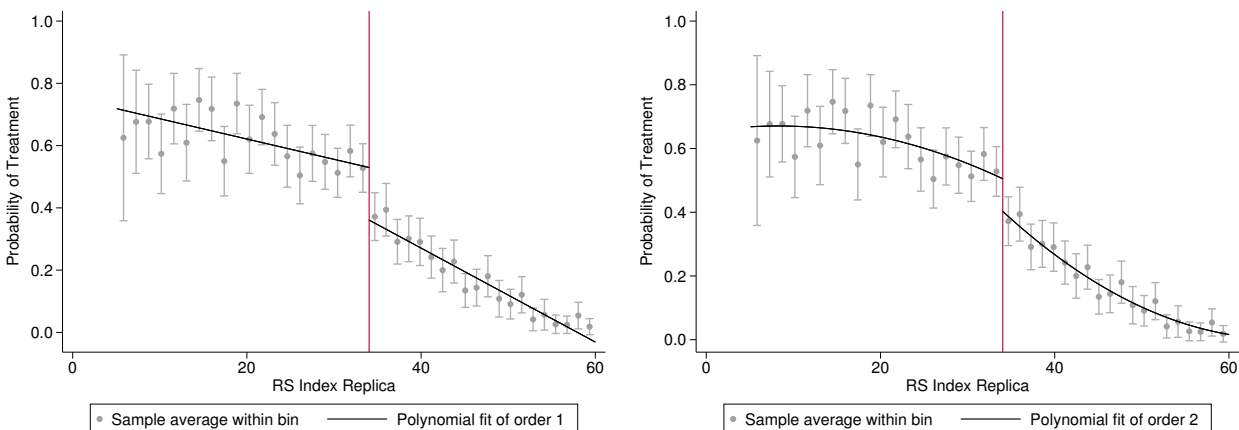 1.0
0.8
0.6
0.4
0.2
0.0
Probability of Treatment
0
20
40
60
RS Index Replica
Sample average within bin
Polynomial fit of order 1
1.0
0.8
0.6
0.4
0.2
0.0
Probability of Treatment
0
20
40
60
RS Index Replica
Sample average within bin
Polynomial fit of order 2